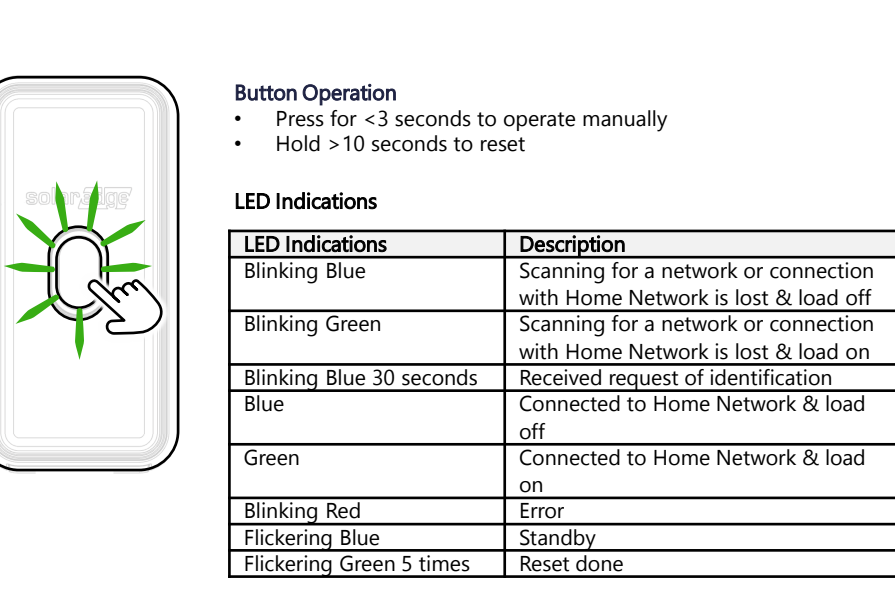 solaredge
Button Operation
• Press for <3 seconds to operate manually
• Hold >10 seconds to reset
LED Indications
LED Indications Description
Blinking Blue Scanning for a network or connection
with Home Network is lost & load off
Blinking Green Scanning for a network or connection
with Home Network is lost & load on
Blinking Blue 30 seconds Received request of identification
Blue Connected to Home Network & load
off
Green Connected to Home Network & load
on
Blinking Red Error
Flickering Blue Standby
Flickering Green 5 times Reset done